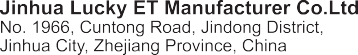 Jinhua Lucky ET Manufacturer Co.Ltd
No. 1966, Cuntong Road, Jindong District,
Jinhua City, Zhejiang Province, China